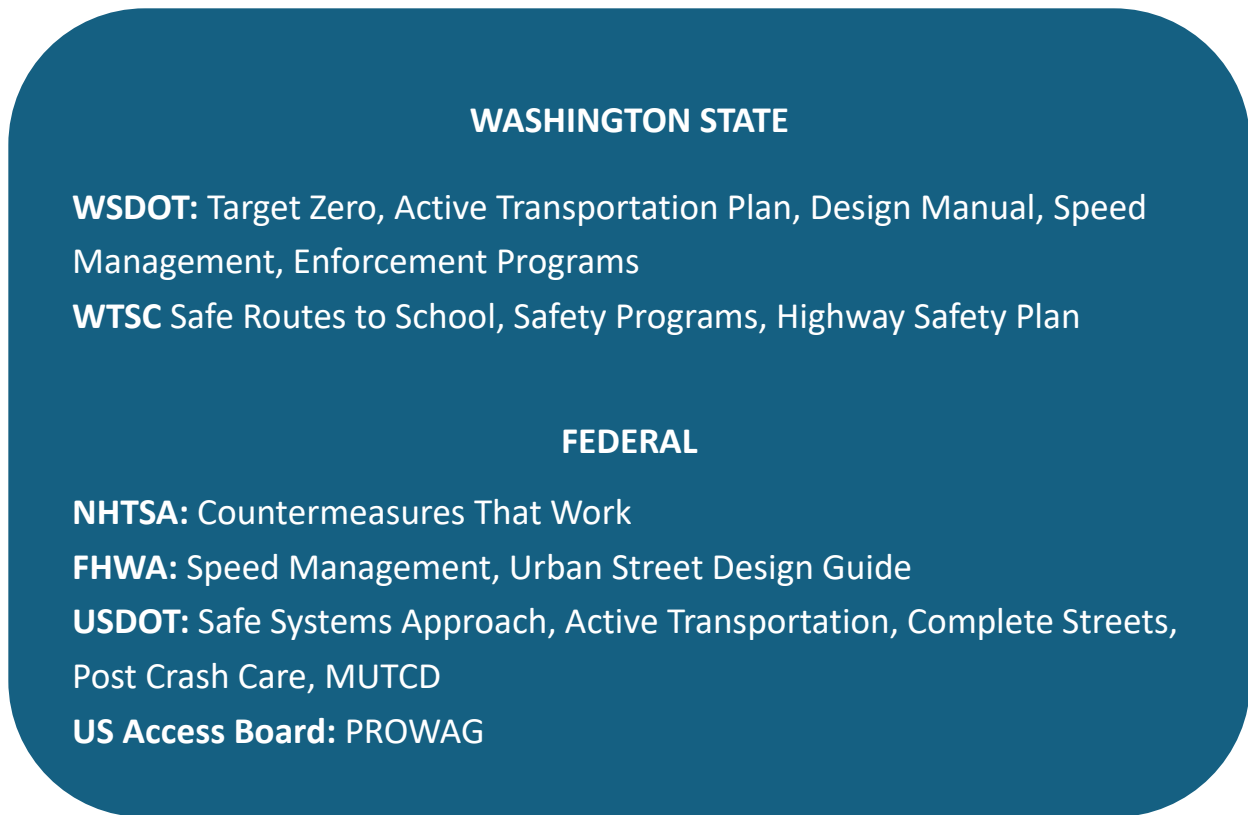 WASHINGTON STATE
WSDOT: Target Zero, Active Transportation Plan, Design Manual, Speed
Management, Enforcement Programs
WTSC Safe Routes to School, Safety Programs, Highway Safety Plan
FEDERAL
NHTSA: Countermeasures That Work
FHWA: Speed Management, Urban Street Design Guide
USDOT: Safe Systems Approach, Active Transportation, Complete Streets,
Post Crash Care, MUTCD
US Access Board: PROWAG